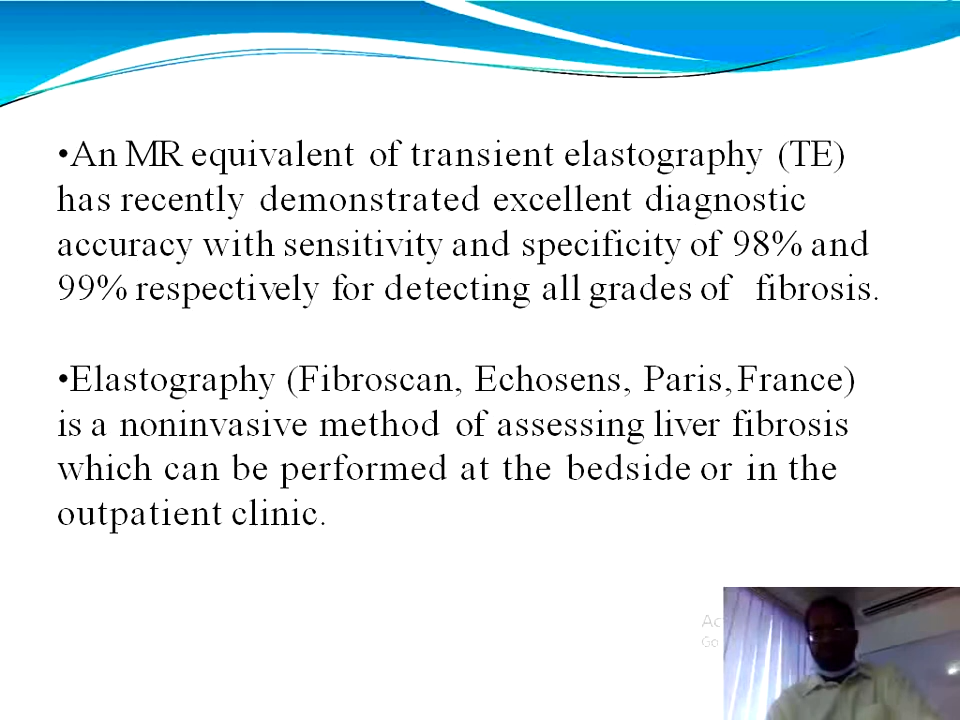 •An MR equivalent of transient elastography (TE)
has recently demonstrated excellent diagnostic
accuracy with sensitivity and specificity of 98% and
99% respectively for detecting all grades of fibrosis.
•Elastography (Fibroscan, Echosens, Paris, France)
is a noninvasive method of assessing liver fibrosis
which can be performed at the bedside or in the
outpatient clinic.
Go